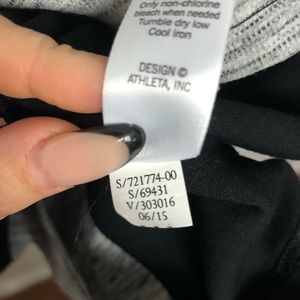 Only non-chlorine
bleach when needed
Tumble dry low
Cool iron
DESIGN ©
ATHLETA, INC
S/721774-00
S/69431
V/303016
06/15